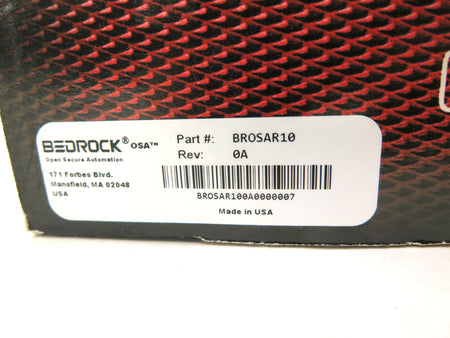 BEDROCK® OSA™
Open Secure Automation
171 Forbes Blvd.
Mansfield, MA 02048
USA
Part #: BROSAR10
Rev: 0A
BROSAR100A0000007
Made in USA